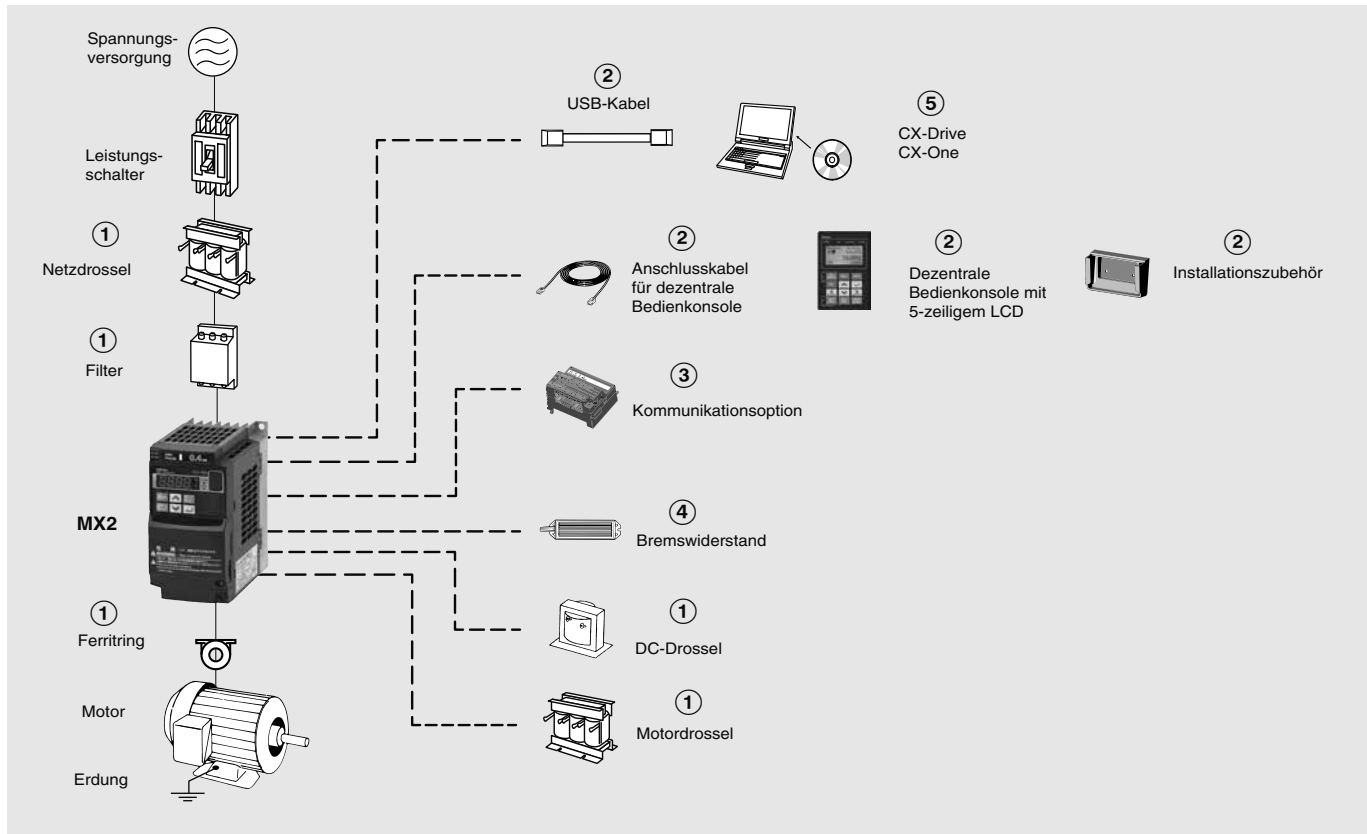 Spannungs-
versorgung
Leistungs-
schalter
1
Netzdrossel
1
Filter
MX2
0.4
1
Ferritring
Motor
Erdung
2
USB-Kabel
5
CX-Drive
CX-One
2
Anschlusskabel
für dezentrale
Bedienkonsole
2
Dezentrale
Bedienkonsole mit
5-zeiligem LCD
2
Installationszubehör
3
Kommunikationsoption
4
Bremswiderstand
1
DC-Drossel
1
Motordrossel